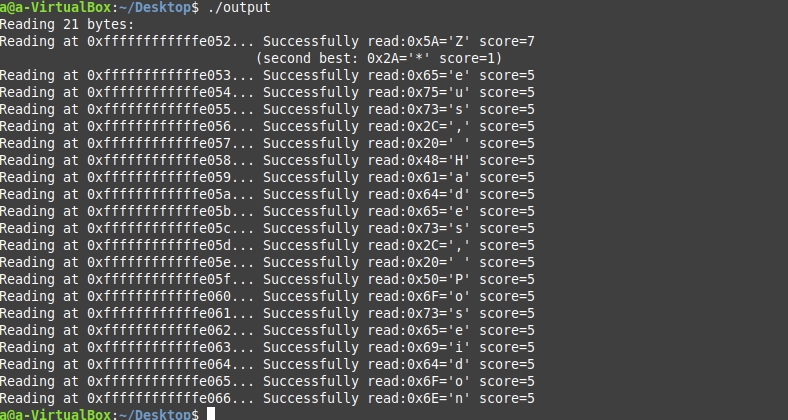 a@a-VirtualBox:~/Desktop$ ./output
Reading 21 bytes:
Reading at 0xffffffffffffe052... Successfully read:0x5A='Z' score=7
(second best: 0x2A='*' score=1)
Reading at 0xffffffffffffe053... Successfully read:0x65='e' score=5
Reading at 0xffffffffffffe054... Successfully read:0x75='u' score=5
Reading at 0xffffffffffffe055... Successfully read:0x73='s' score=5
Reading at 0xffffffffffffe056... Successfully read:0x2C=',' score=5
Reading at 0xffffffffffffe057... Successfully read:0x20=' ' score=5
Reading at 0xffffffffffffe058... Successfully read:0x48='H' score=5
Reading at 0xffffffffffffe059... Successfully read:0x61='a' score=5
Reading at 0xffffffffffffe05a... Successfully read:0x64='d' score=5
Reading at 0xffffffffffffe05b... Successfully read:0x65='e' score=5
Reading at 0xffffffffffffe05c... Successfully read:0x73='s' score=5
Reading at 0xffffffffffffe05d... Successfully read:0x2C=',' score=5
Reading at 0xffffffffffffe05e... Successfully read:0x20=' ' score=5
Reading at 0xffffffffffffe05f... Successfully read:0x50='P' score=5
Reading at 0xffffffffffffe060... Successfully read:0x6F='o' score=5
Reading at 0xffffffffffffe061... Successfully read:0x73='s' score=5
Reading at 0xffffffffffffe062... Successfully read:0x65='e' score=5
Reading at 0xffffffffffffe063... Successfully read:0x69='i' score=5
Reading at 0xffffffffffffe064... Successfully read:0x64='d' score=5
Reading at 0xffffffffffffe065... Successfully read:0x6F='o' score=5
Reading at 0xffffffffffffe066... Successfully read:0x6E='n' score=5
a@a-VirtualBox:~/Desktop$